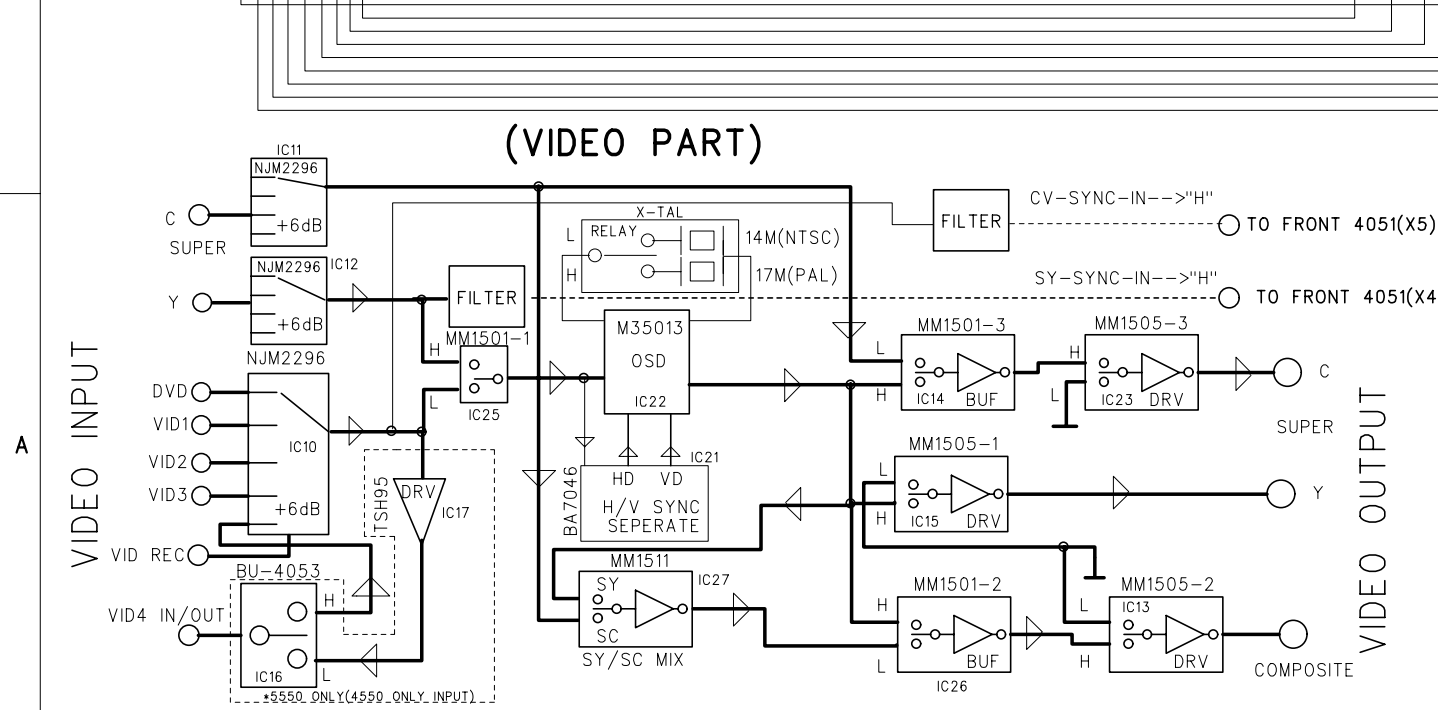 (VIDEO PART)
IC11
NJM2296
+6dB
C
SUPER
NJM2296
IC12
+6dB
Y
NJM2296
DVD
VID1
VID2
VID3
IC10
+6dB
VID REC
VID4 IN/OUT
BU-4053
H
L
IC16
*5550 ONLY(4550 ONLY INPUT)
VIDEO INPUT
A
FILTER
MM1501-1
H
L
IC25
TSH95
DRV
IC17
X-TAL
L
RELAY
H
14M(NTSC)
17M(PAL)
M35013
OSD
IC22
BA7046
IC21
HD VD
H/V SYNC
SEPERATE
MM1511
IC27
SY
SC
SY/SC MIX
FILTER
CV-SYNC-IN-->"H"
TO FRONT 4051(X5)
SY-SYNC-IN-->"H"
TO FRONT 4051(X4
MM1501-3
L
H
IC14
BUF
MM1505-3
H
L
IC23
DRV
C
SUPER
MM1505-1
L
H
IC15
DRV
Y
MM1501-2
H
L
BUF
IC26
MM1505-2
L
H
IC13
DRV
COMPOSITE
VIDEO OUTPUT